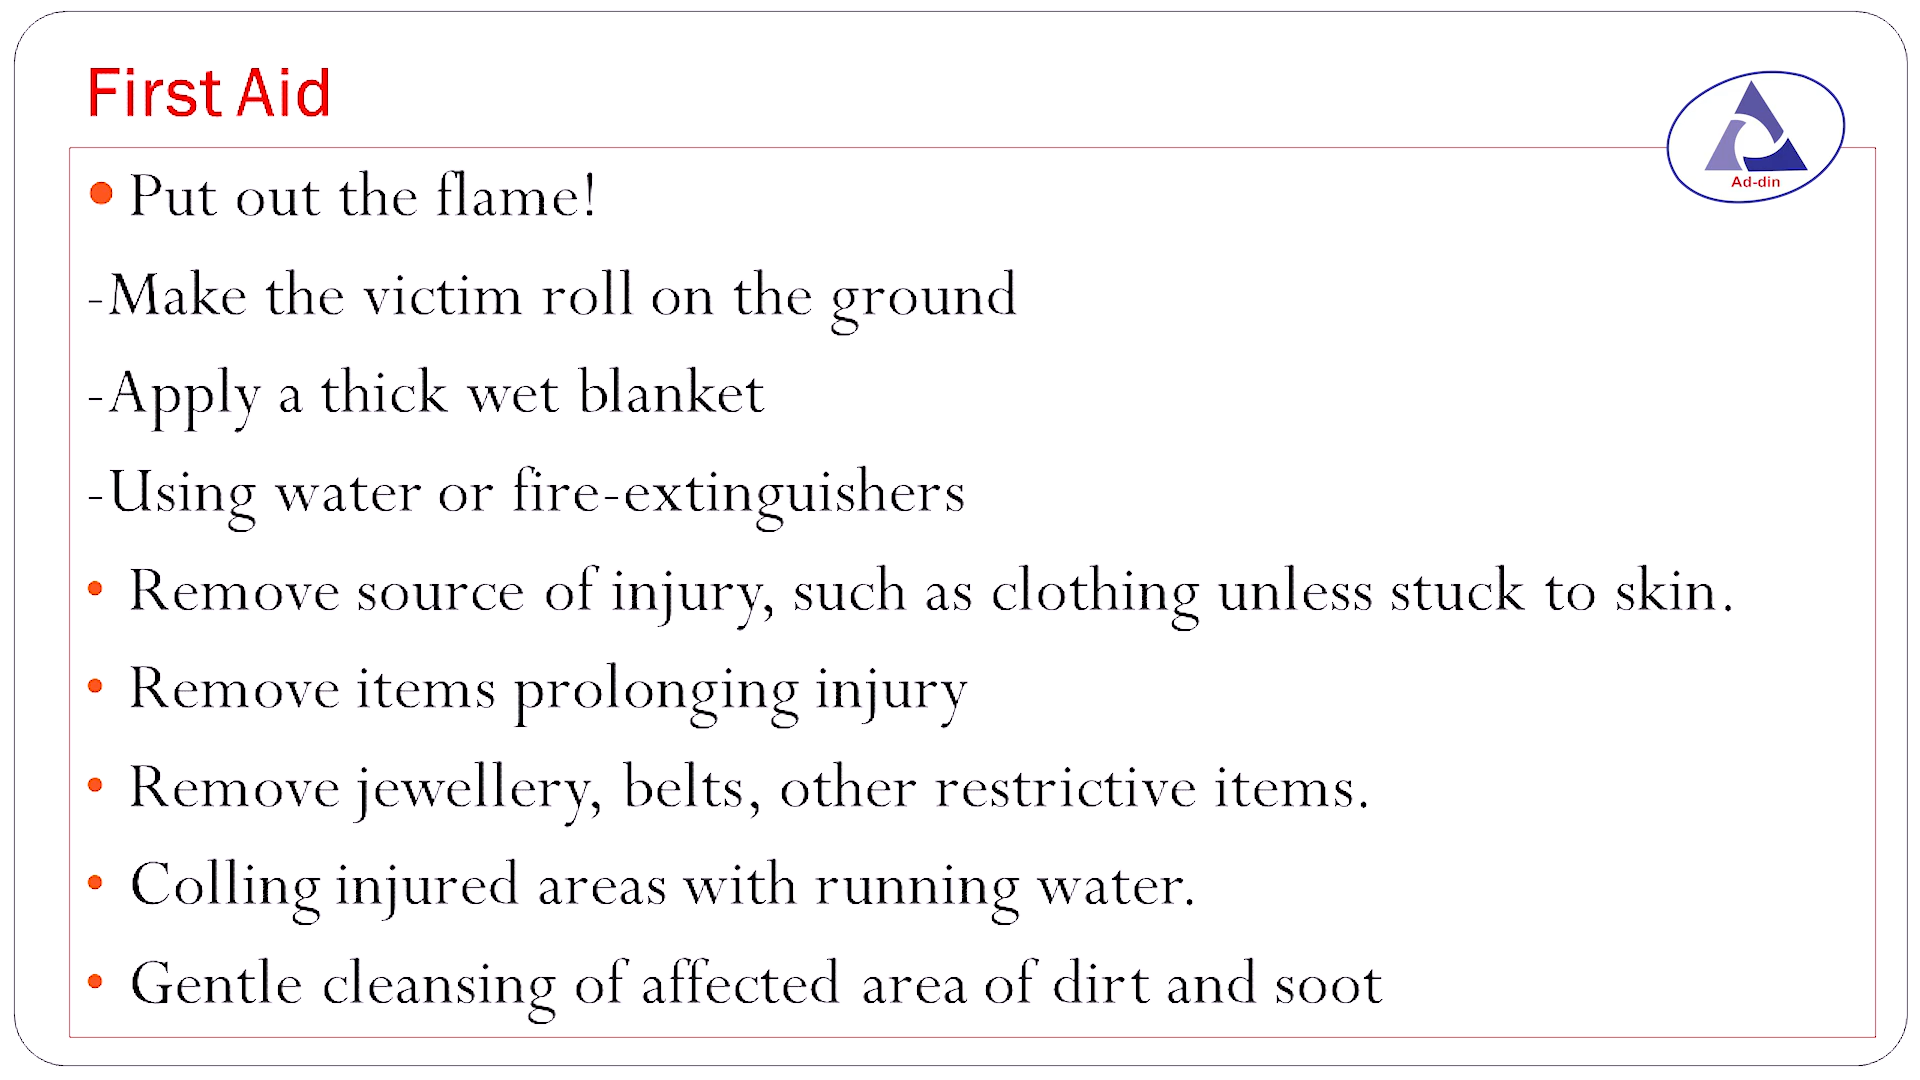 First Aid
Ad-din
• Put out the flame!
-Make the victim roll on the ground
-Apply a thick wet blanket
-Using water or fire-extinguishers
• Remove source of injury, such as clothing unless stuck to skin.
• Remove items prolonging injury
• Remove jewellery, belts, other restrictive items.
• Colling injured areas with running water.
• Gentle cleansing of affected area of dirt and soot